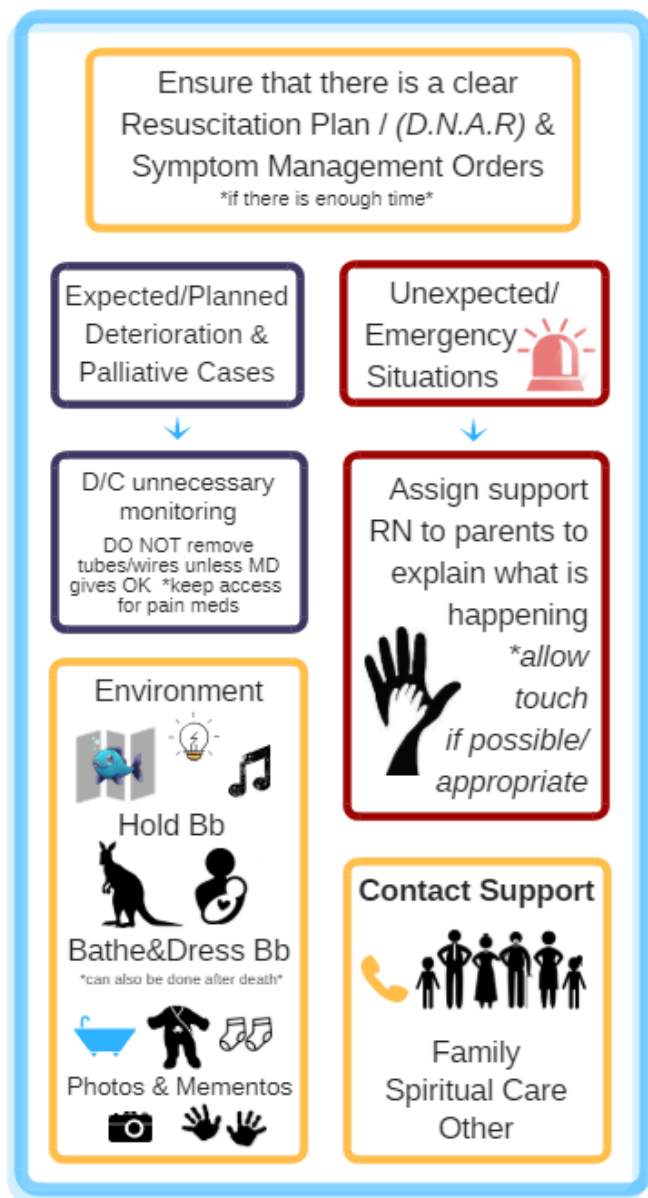 Ensure that there is a clear
Resuscitation Plan / (D.N.A.R) &
Symptom Management Orders
*if there is enough time*
Expected/Planned
Deterioration &
Palliative Cases
D/C unnecessary
monitoring
DO NOT remove
tubes/wires unless MD
gives OK *keep access
for pain meds
Environment
Hold Bb
Bathe&Dress Bb
*can also be done after death*
Photos & Mementos
Unexpected/
Emergency
Situations
Assign support
RN to parents to
explain what is
happening
*allow
touch
if possible/
appropriate
Contact Support
Family
Spiritual Care
Other